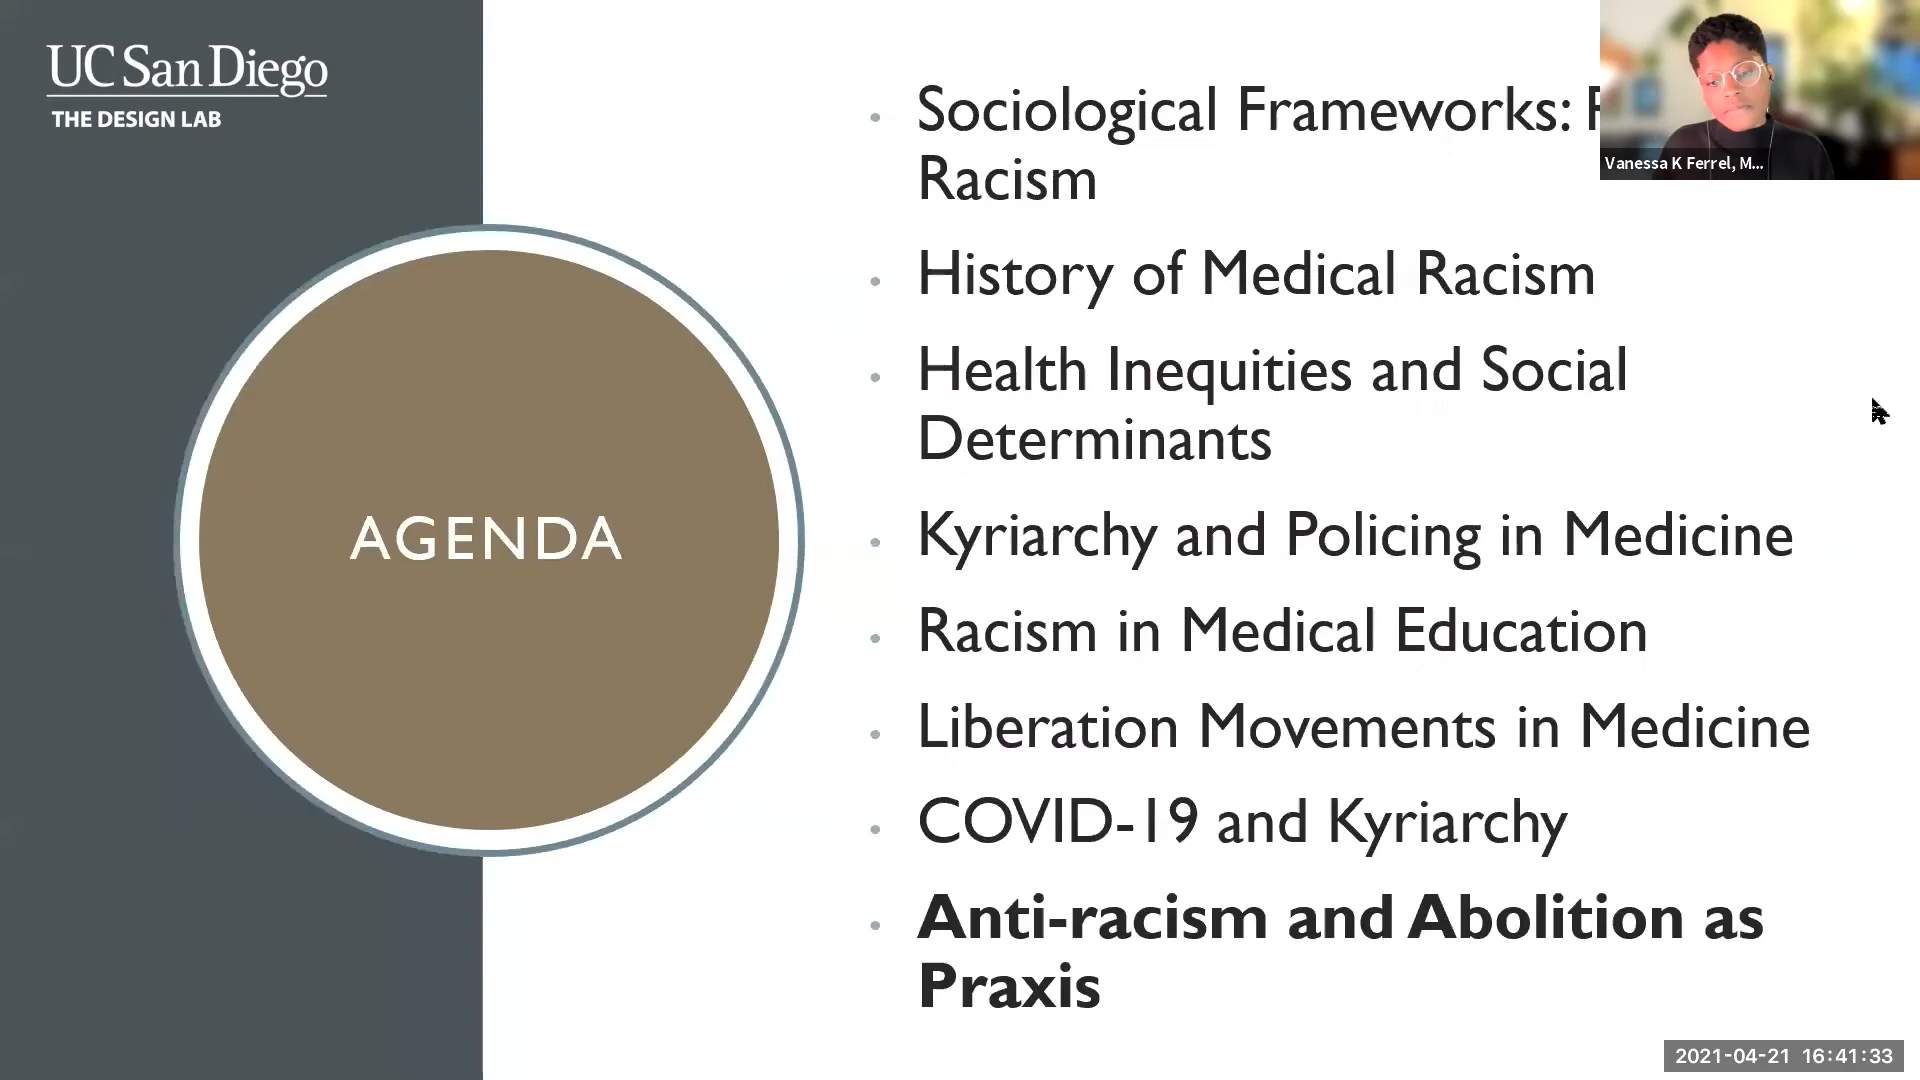 UC San Diego
THE DESIGN LAB
AGENDA
Sociological Frameworks:
Racism
History of Medical Racism
Health Inequities and Social
Determinants
Kyriarchy and Policing in Medicine
Racism in Medical Education
Liberation Movements in Medicine
COVID-19 and Kyriarchy
Anti-racism and Abolition as
Praxis
Vanessa K Ferrel, M...
2021-04-21 16:41:33